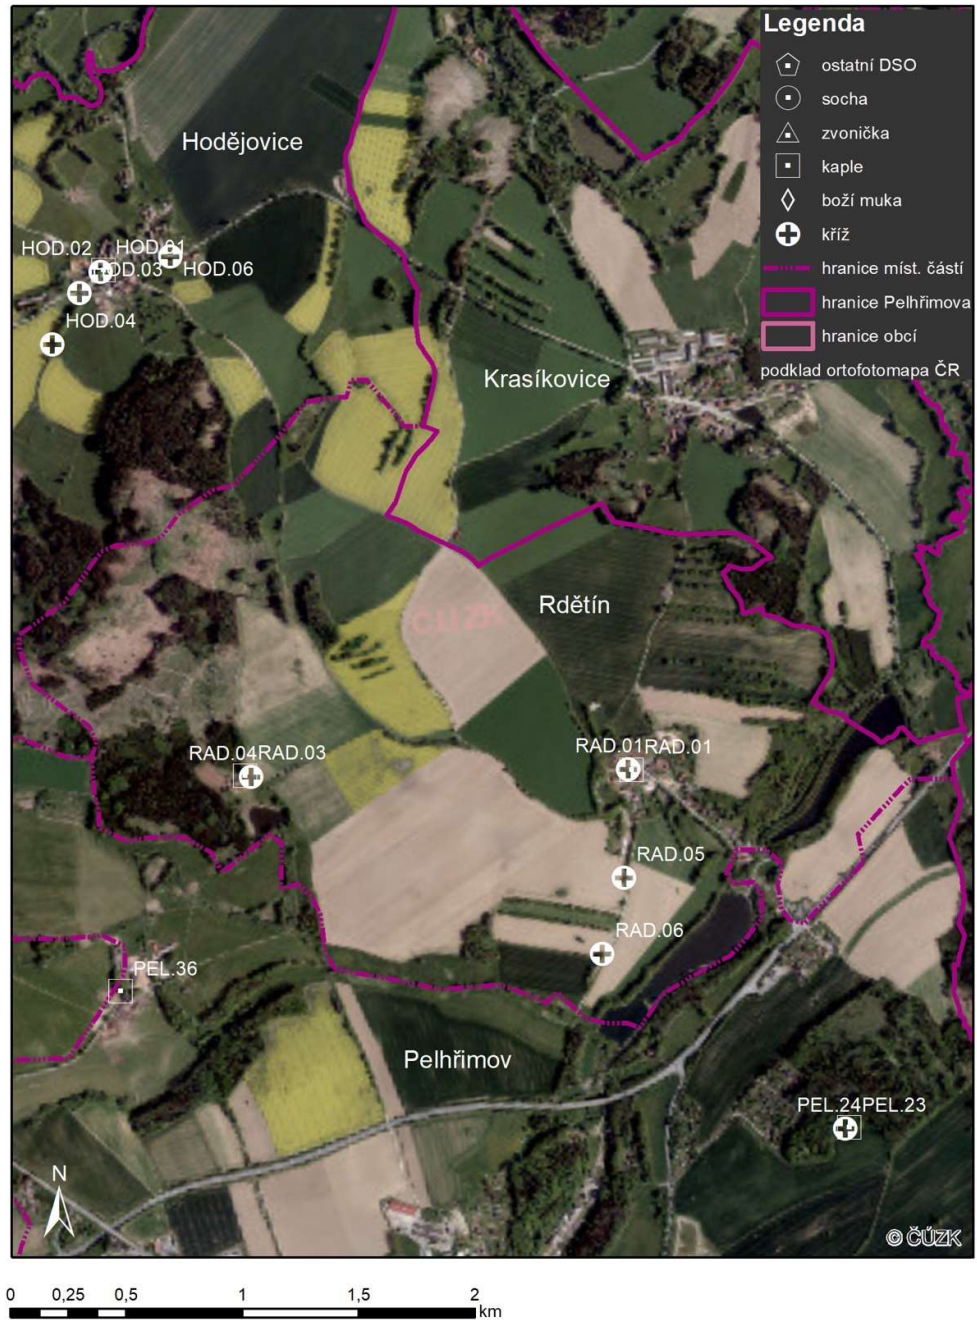 Legenda
ostatní DSO
socha
zvonička
kaple
boží muka
kříž
hranice míst. částí
hranice Pelhřimova
hranice obcí
podklad ortofotomapa ČR
Hodějovice
HOD.02
HOD.01
HOD.03
HOD.06
HOD.04
Krasíkovice
ČÚZK
Rdětín
RAD.04RAD.03
RAD.01RAD.01
RAD.05
RAD.06
PEL.36
Pelhřimov
PEL.24PEL.23
N
© ČÚZK
0 0,25 0,5 1 1,5 2
km